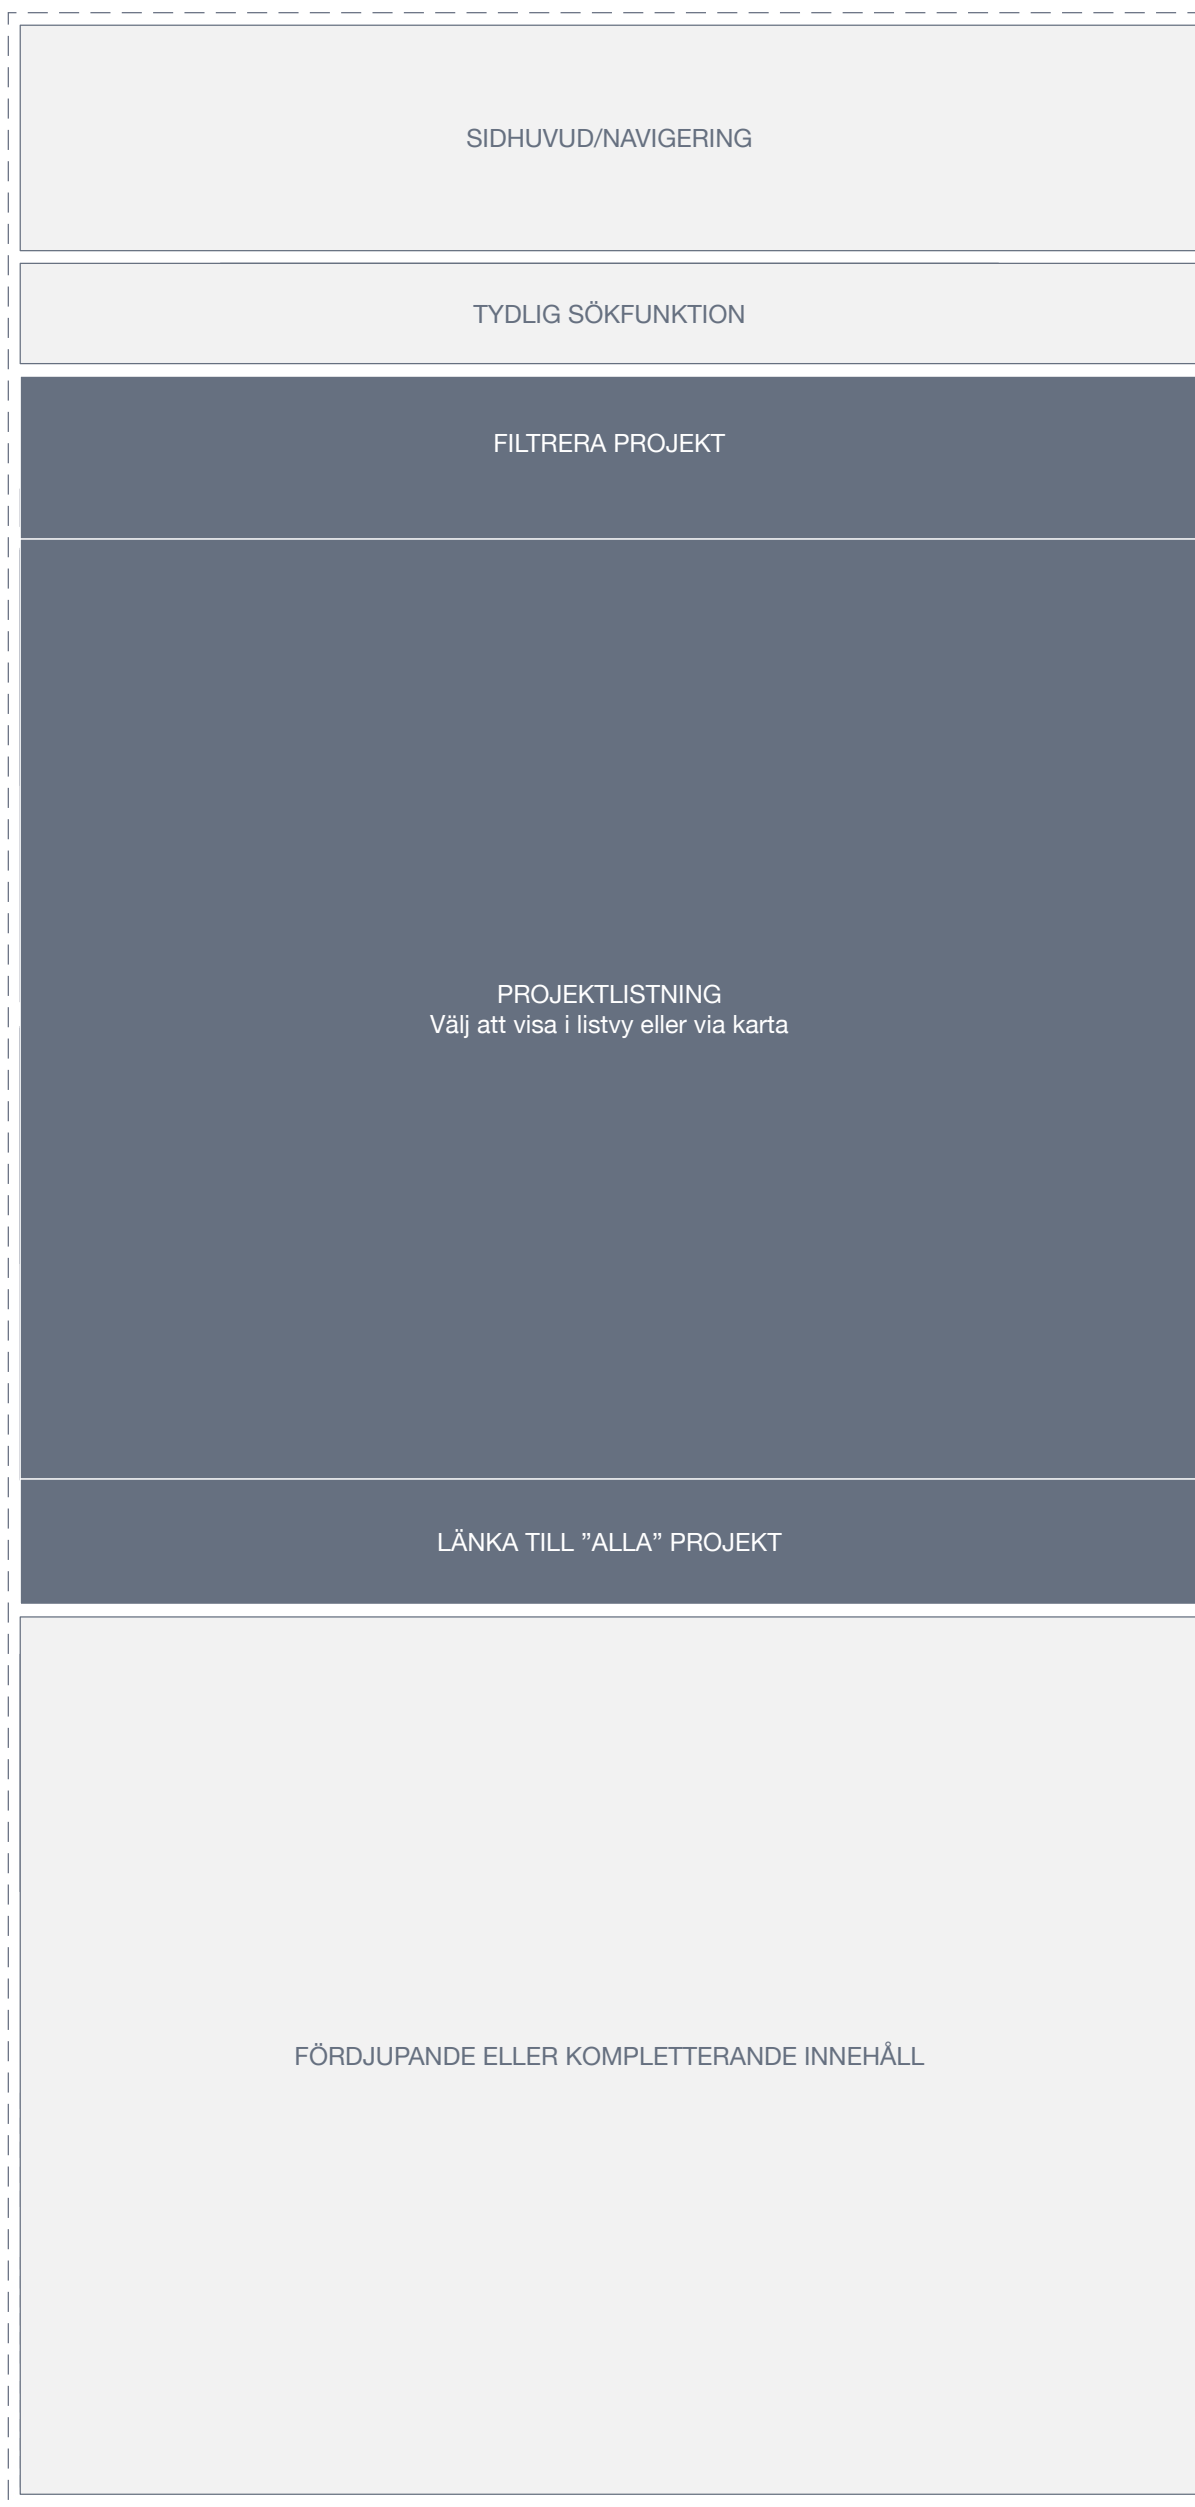 SIDHUVUD/NAVIGERING
TYDLIG SÖKFUNKTION
FILTRERA PROJEKT
PROJEKTLISTNING
Välj att visa i listvy eller via karta
LÄNKA TILL ”ALLA” PROJEKT
FÖRDJUPANDE ELLER KOMPLETTERANDE INNEHÅLL